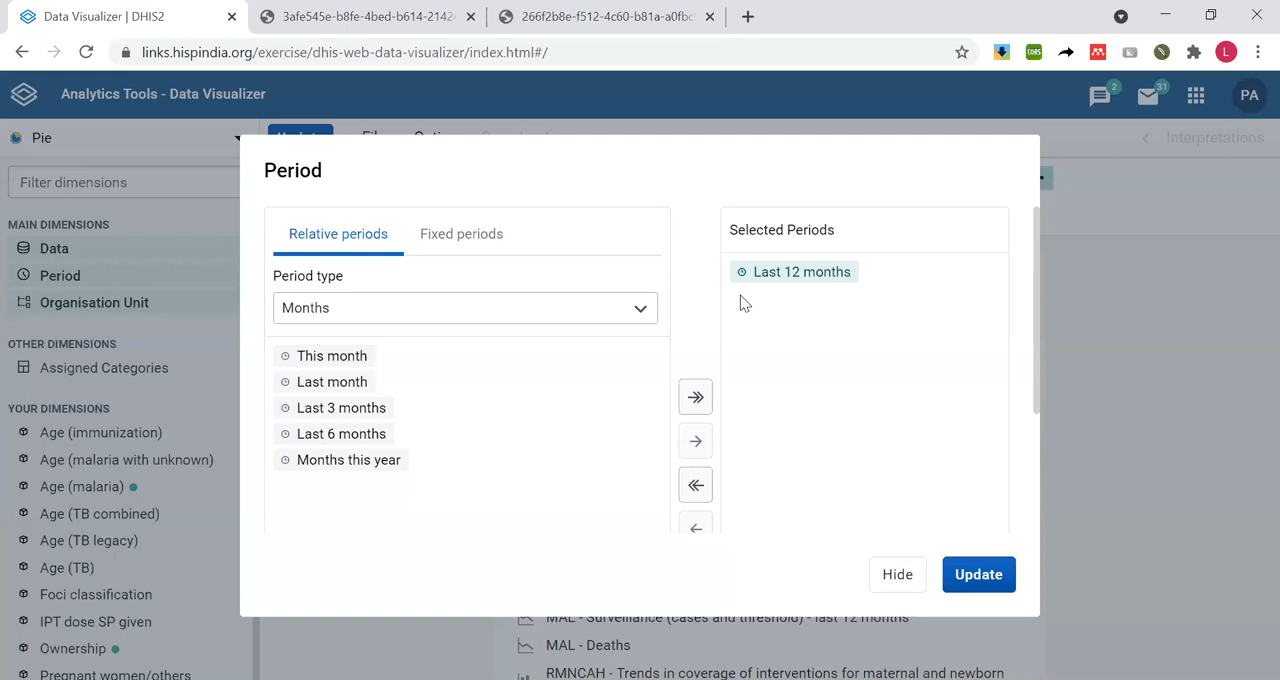 Data Visualizer | DHIS2
3afe545e-b8fe-4bed-b614-2142
266f2b8e-f512-4c60-b81a-a0fbc
links.hispindia.org/exercise/dhis-web-data-visualizer/index.html#/
CORS
L
Analytics Tools - Data Visualizer
2
31
PA
Pie
Interpretations
Filter dimensions
MAIN DIMENSIONS
Data
Period
Organisation Unit
OTHER DIMENSIONS
Assigned Categories
YOUR DIMENSIONS
Age (immunization)
Age (malaria with unknown)
Age (malaria)
Age (TB combined)
Age (TB legacy)
Age (TB)
Foci classification
IPT dose SP given
Ownership
Pregnant women/others
Period
Relative periods
Fixed periods
Period type
Months
This month
Last month
Last 3 months
Last 6 months
Months this year
Selected Periods
Last 12 months
Hide
Update
MAL - Surveillance (cases and threshold) - last 12 months
MAL - Deaths
RMNCAH - Trends in coverage of interventions for maternal and newborn